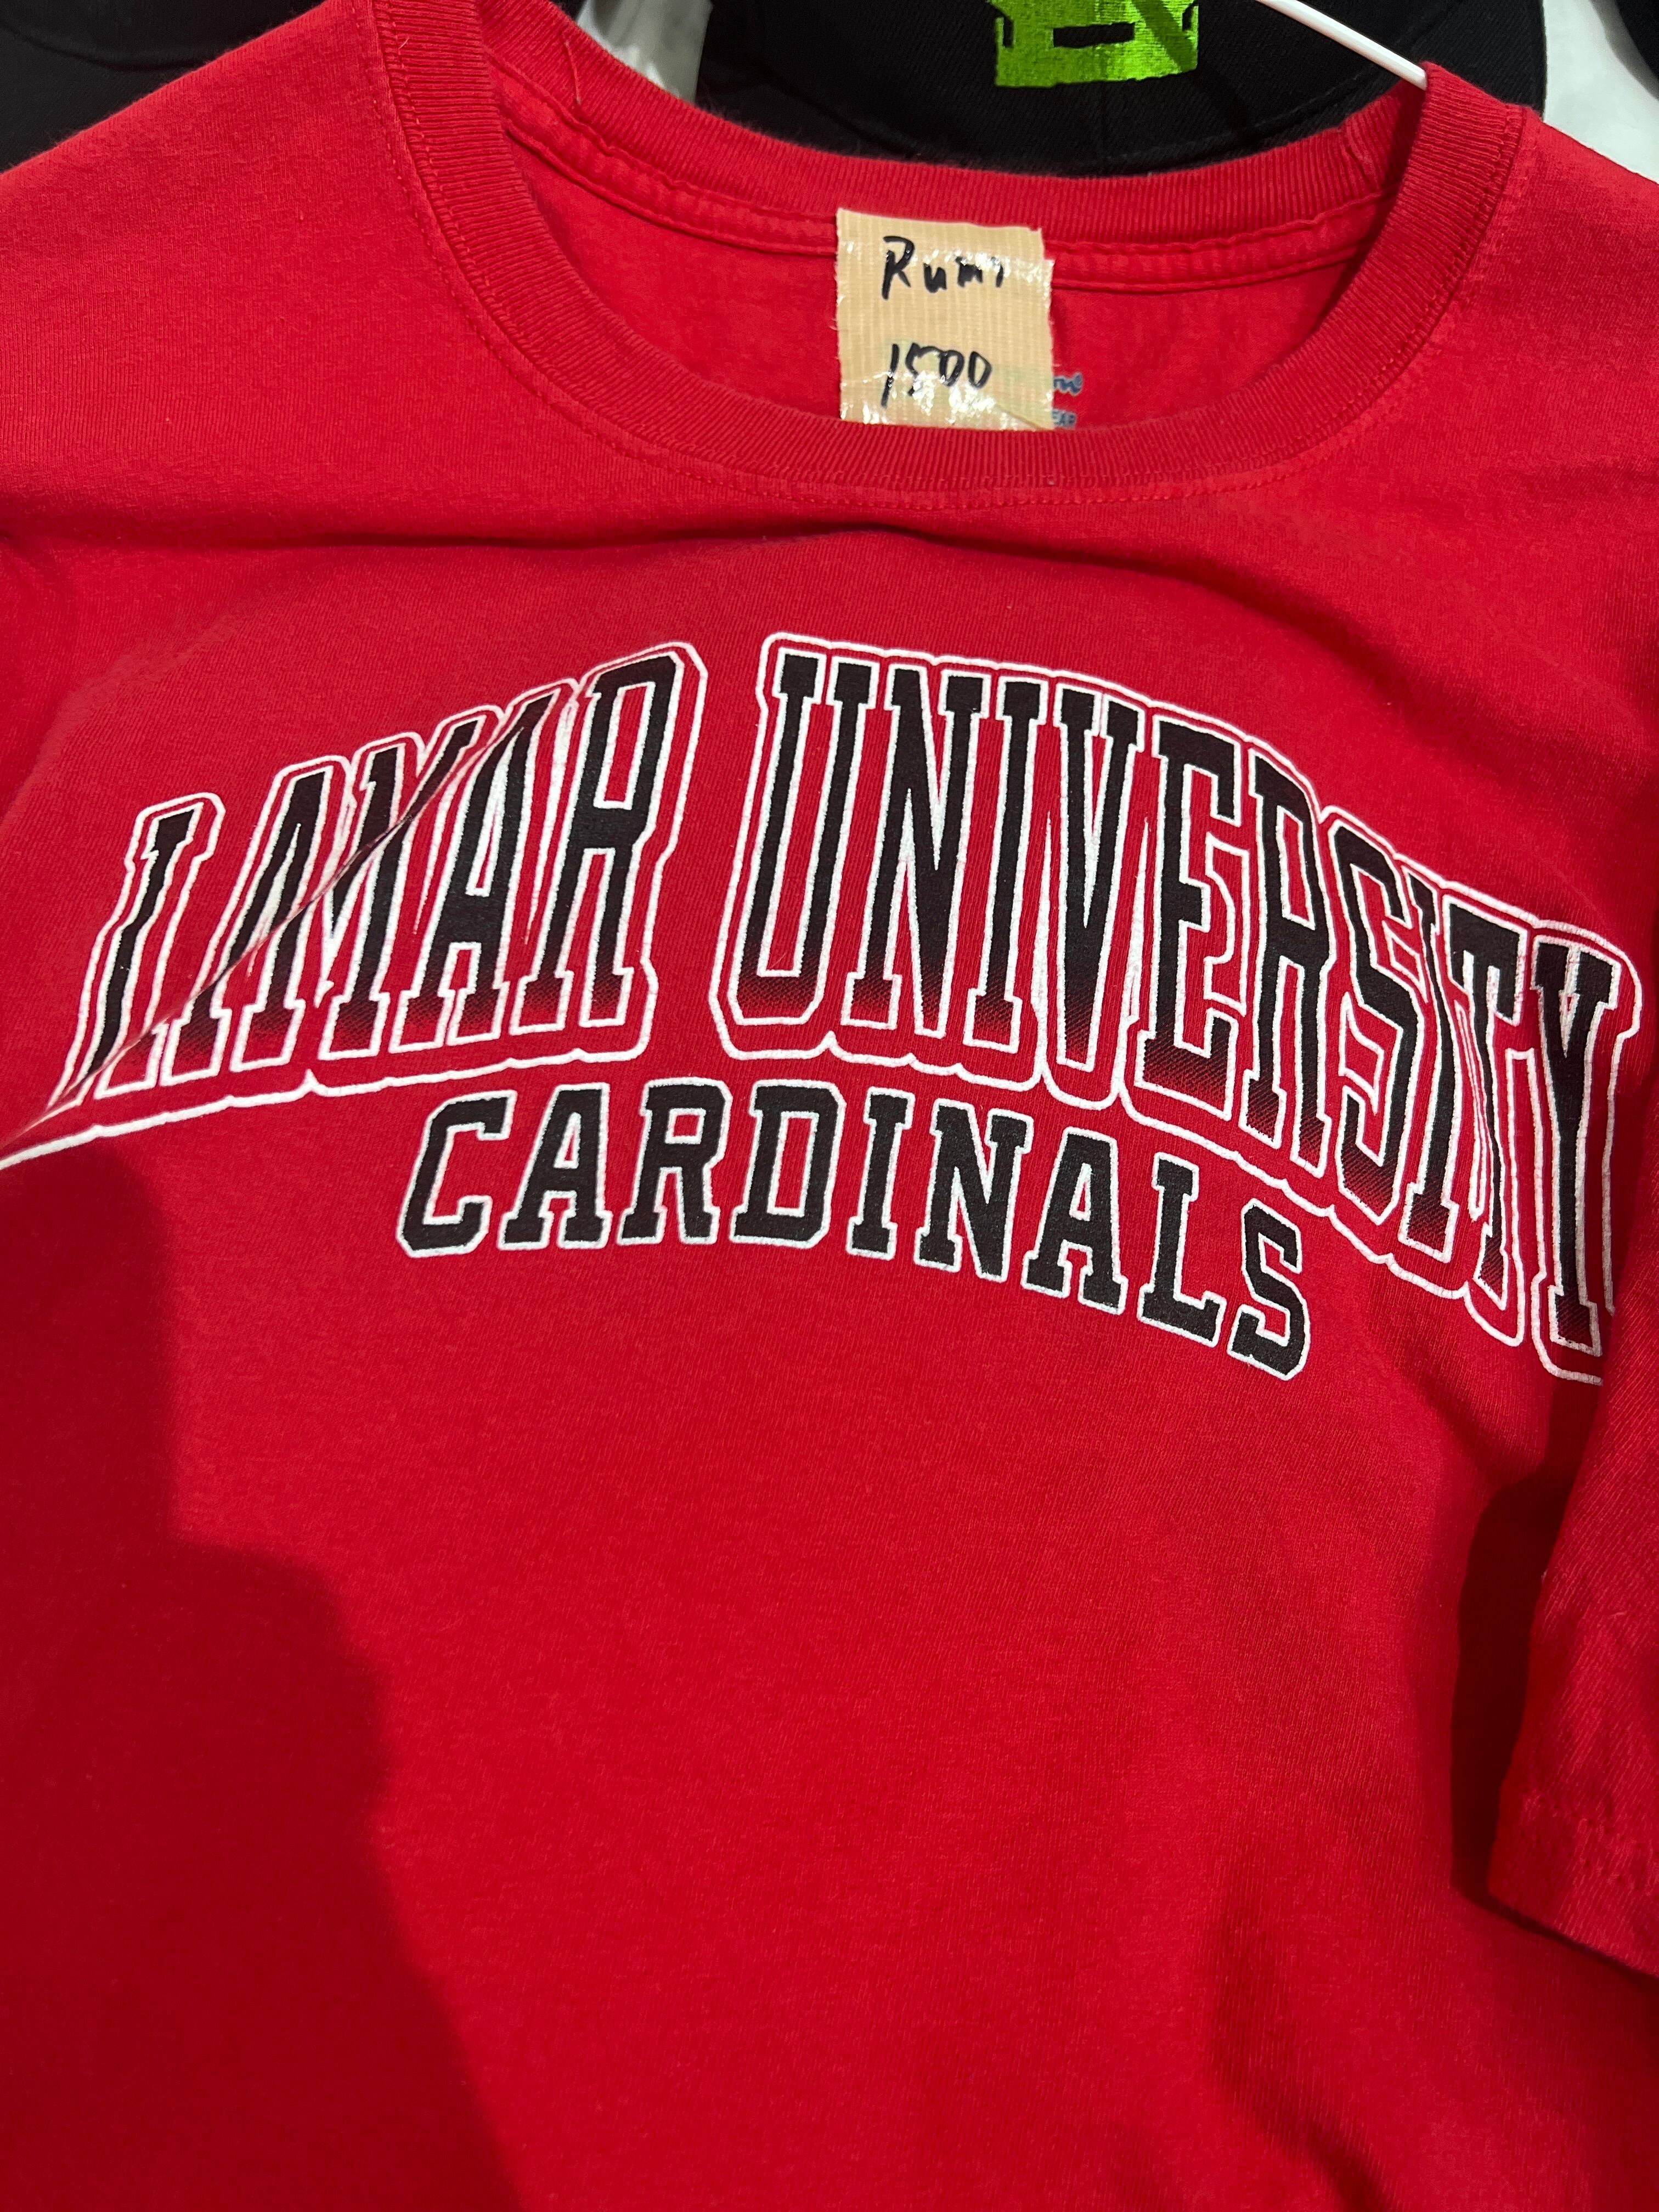 Rumi
1500
LAMAR UNIVERSITY
CARDINALS